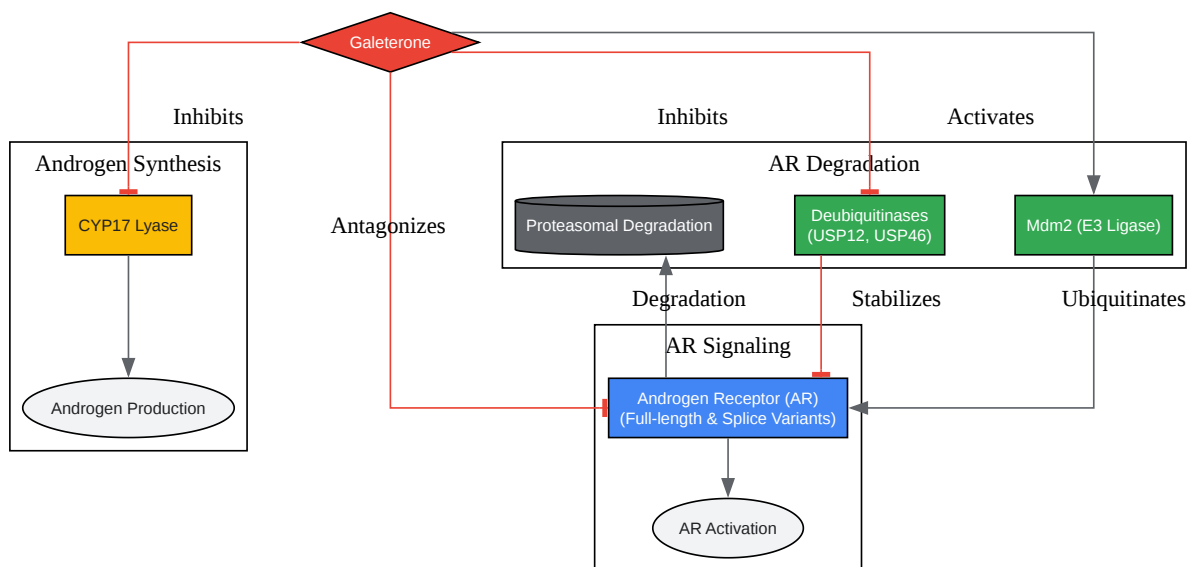 Galeterone
Inhibits
Inhibits
Activates
Androgen Synthesis
AR Degradation
CYP17 Lyase
Antagonizes
Proteasomal Degradation
Deubiquitinases
(USP12, USP46)
Mdm2 (E3 Ligase)
Degradation
Stabilizes
Ubiquitinates
AR Signaling
Androgen Production
Androgen Receptor (AR)
(Full-length & Splice Variants)
AR Activation